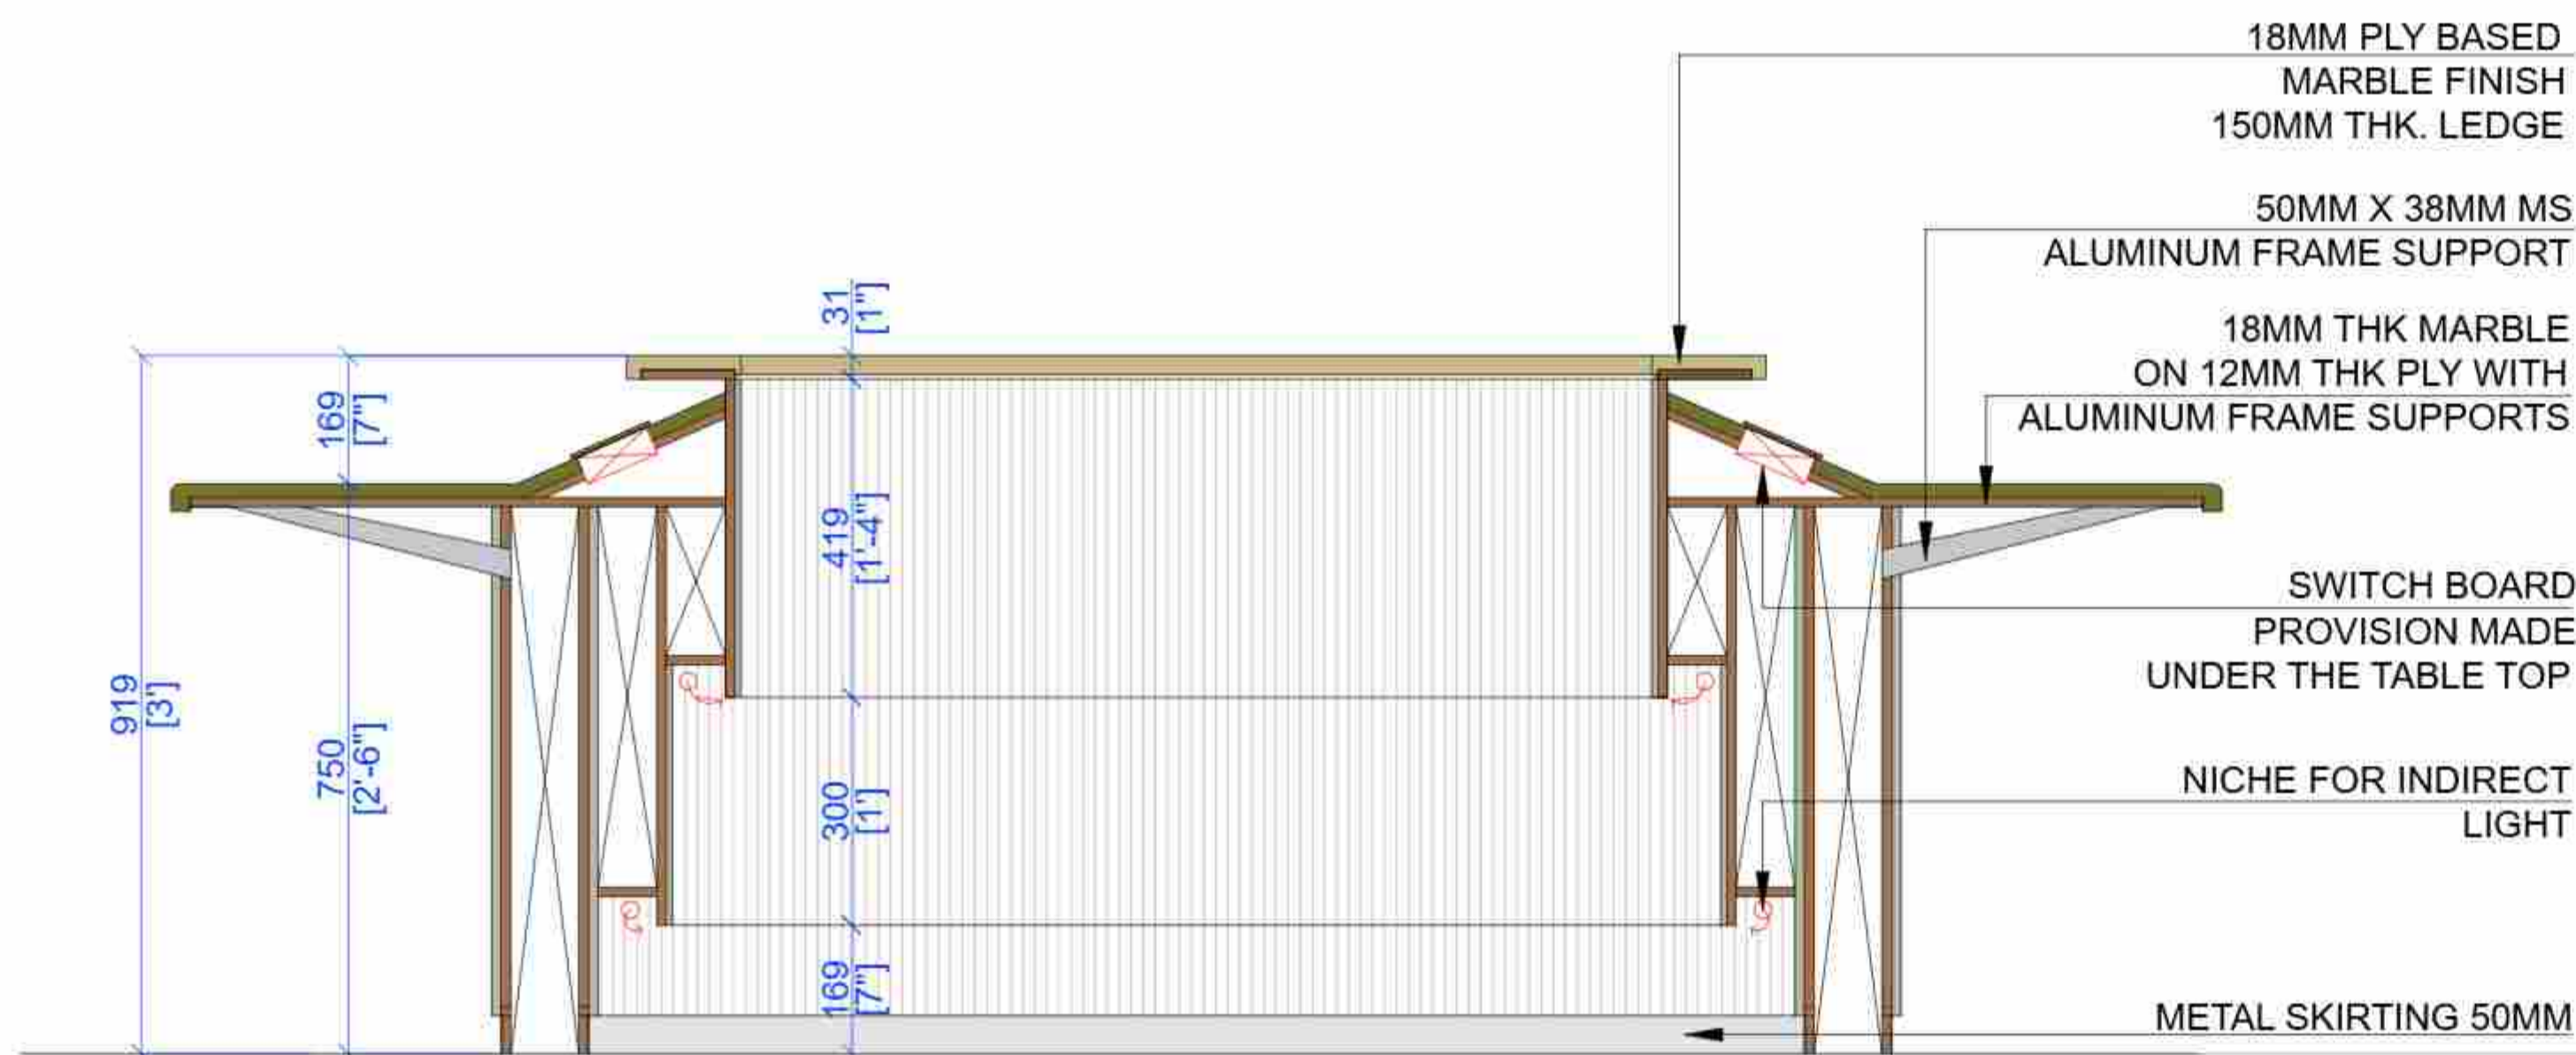 18MM PLY BASED
MARBLE FINISH
150MM THK. LEDGE
50MM X 38MM MS
ALUMINUM FRAME SUPPORT
18MM THK MARBLE
ON 12MM THK PLY WITH
ALUMINUM FRAME SUPPORTS
SWITCH BOARD
PROVISION MADE
UNDER THE TABLE TOP
NICHE FOR INDIRECT
LIGHT
METAL SKIRTING 50MM
919
[3']
169
[7"]
750
[2'-6"]
31
[1"]
419
[1'-4"]
300
[1']
169
[7"]